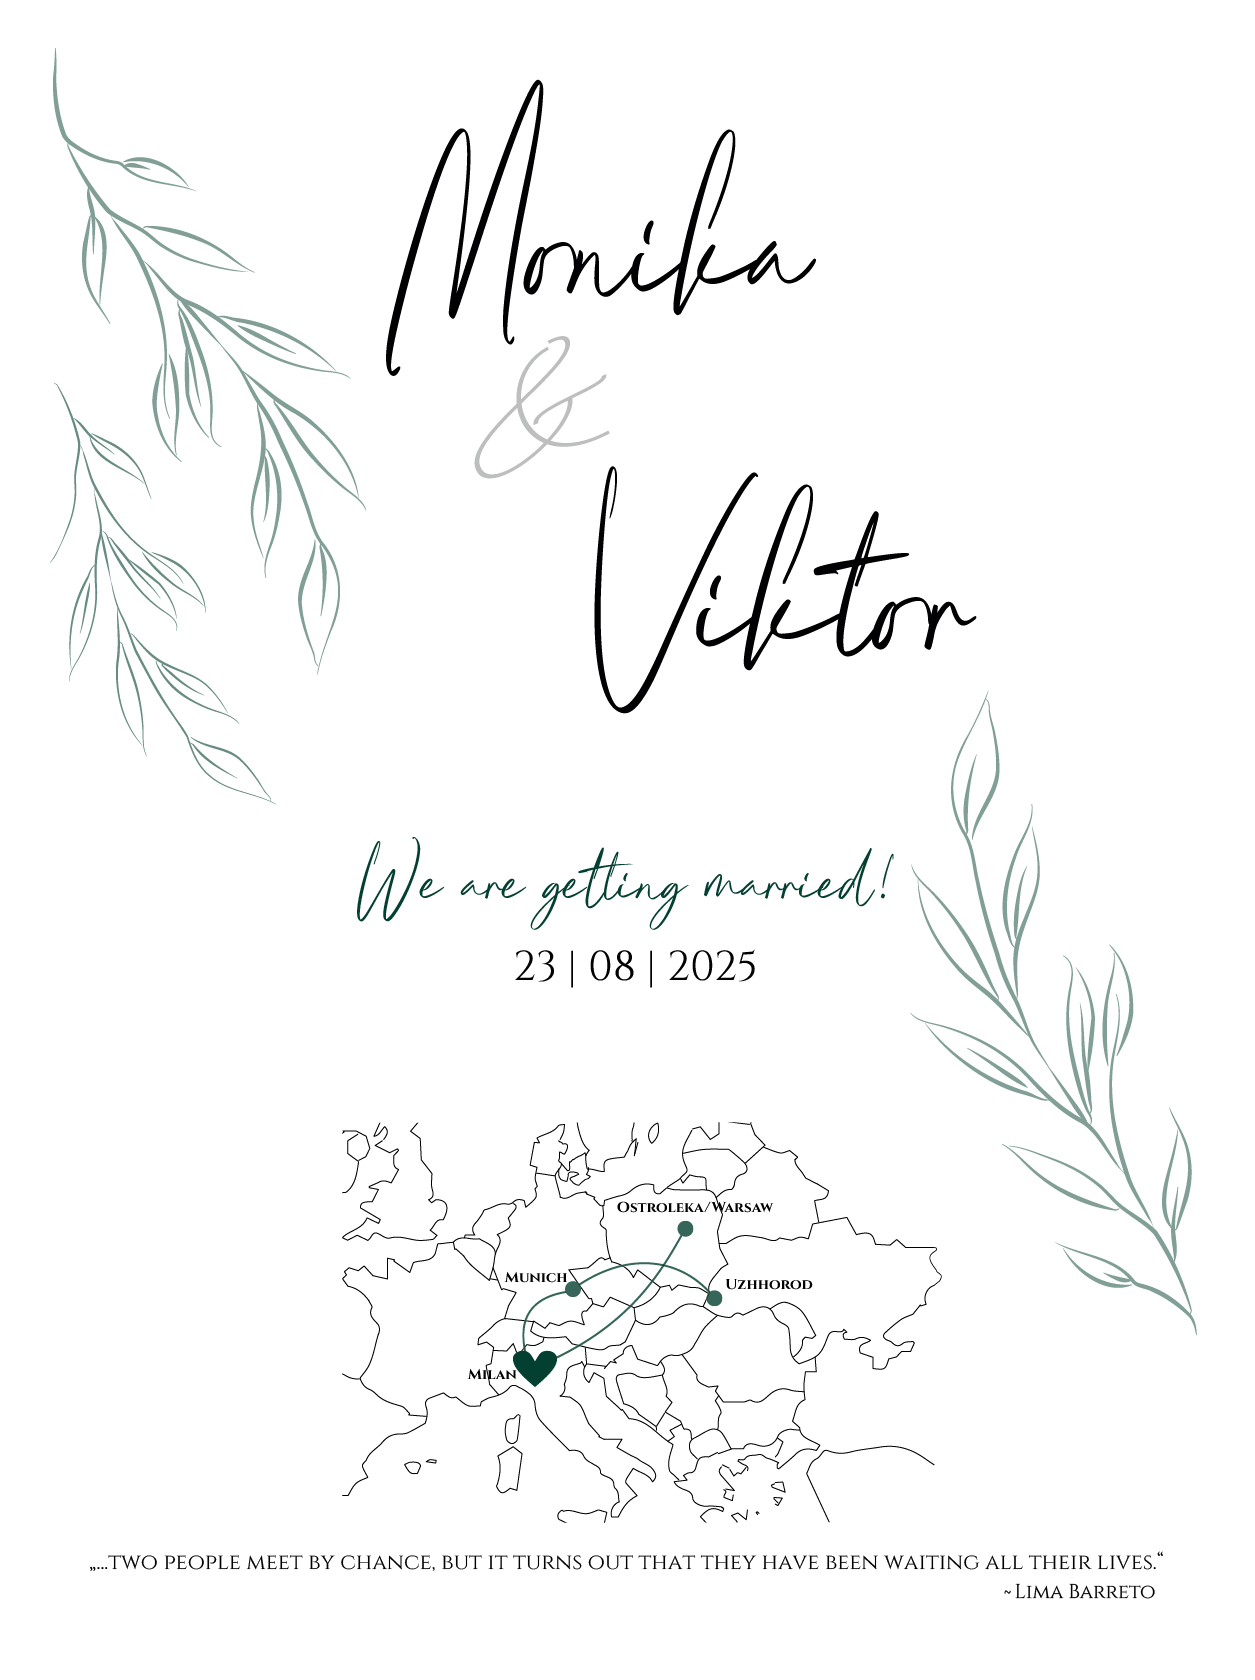 Monika
&
Viktor
We are getting married!
23 | 08 | 2025
Ostroleka/Warsaw
Munich
Uzhhorod
Milan
„...two people meet by chance, but it turns out that they have been waiting all their lives.“
~ Lima Barreto